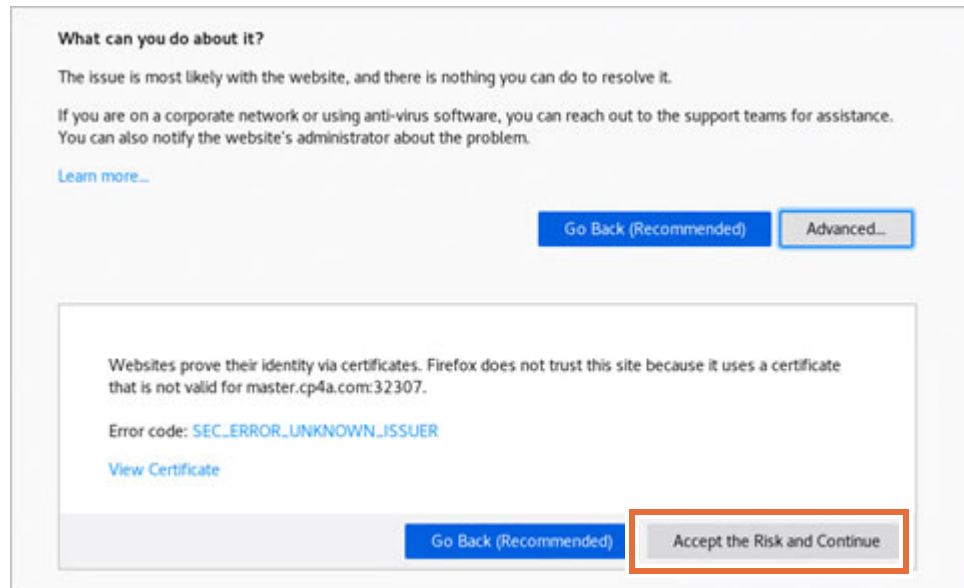 What can you do about it?
The issue is most likely with the website, and there is nothing you can do to resolve it.
If you are on a corporate network or using anti-virus software, you can reach out to the support teams for assistance.
You can also notify the website's administrator about the problem.
Learn more...
Go Back (Recommended) Advanced...
Websites prove their identity via certificates. Firefox does not trust this site because it uses a certificate
that is not valid for master.cp4a.com:32307.
Error code: SEC_ERROR_UNKNOWN_ISSUER
View Certificate
Go Back (Recommended) Accept the Risk and Continue